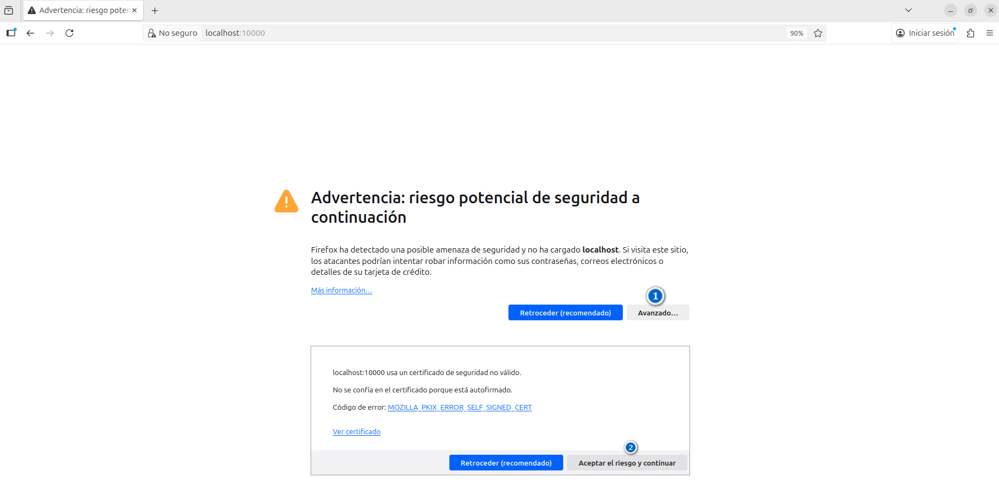 Advertencia: riesgo poten
No seguro
localhost:10000
90%
Iniciar sesión
Advertencia: riesgo potencial de seguridad a
continuación
Firefox ha detectado una posible amenaza de seguridad y no ha cargado localhost. Si visita este sitio,
los atacantes podrían intentar robar información como sus contraseñas, correos electrónicos o
detalles de su tarjeta de crédito.
Más información...
1
Retroceder (recomendado)
Avanzado...
localhost:10000 usa un certificado de seguridad no válido.
No se confía en el certificado porque está autofirmado.
Código de error: MOZILLA_PKIX_ERROR_SELF_SIGNED_CERT
Ver certificado
2
Retroceder (recomendado)
Aceptar el riesgo y continuar